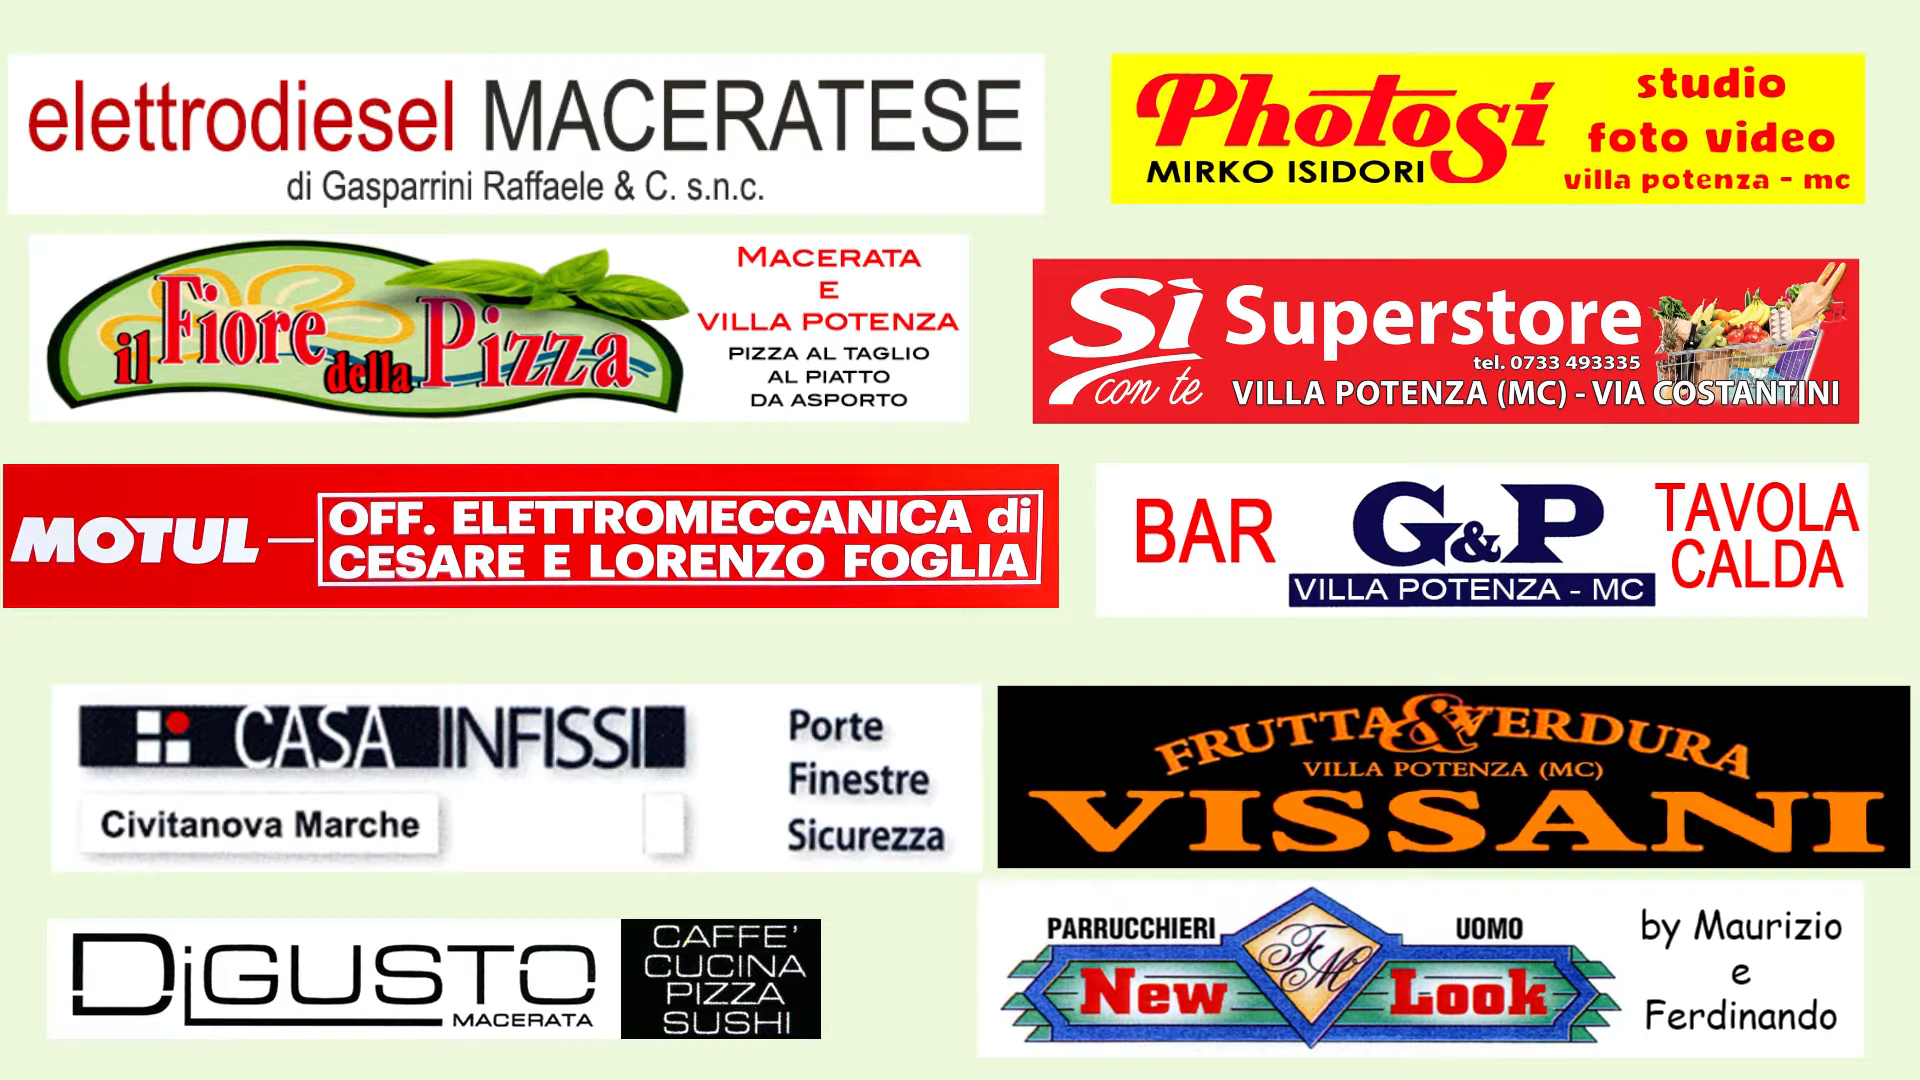 elettrodiesel MACERATESE
di Gasparrini Raffaele & C. s.n.c.
PhotoSì
MIRKO ISIDORI
studio
foto video
villa potenza - mc
il Fiore della Pizza
MACERATA
E
VILLA POTENZA
PIZZA AL TAGLIO
AL PIATTO
DA ASPORTO
Sì
con te
Superstore
tel. 0733 493335
VILLA POTENZA (MC) - VIA COSTANTINI
MOTUL
OFF. ELETTROMECCANICA di
CESARE E LORENZO FOGLIA
BAR
G&P
VILLA POTENZA - MC
TAVOLA
CALDA
CASA INFISSI
Civitanova Marche
Porte
Finestre
Sicurezza
FRUTTA & VERDURA
VILLA POTENZA (MC)
VISSANI
DiGUSTO
MACERATA
CAFFE'
CUCINA
PIZZA
SUSHI
PARRUCCHIERI UOMO
New FM Look
by Maurizio
e
Ferdinando